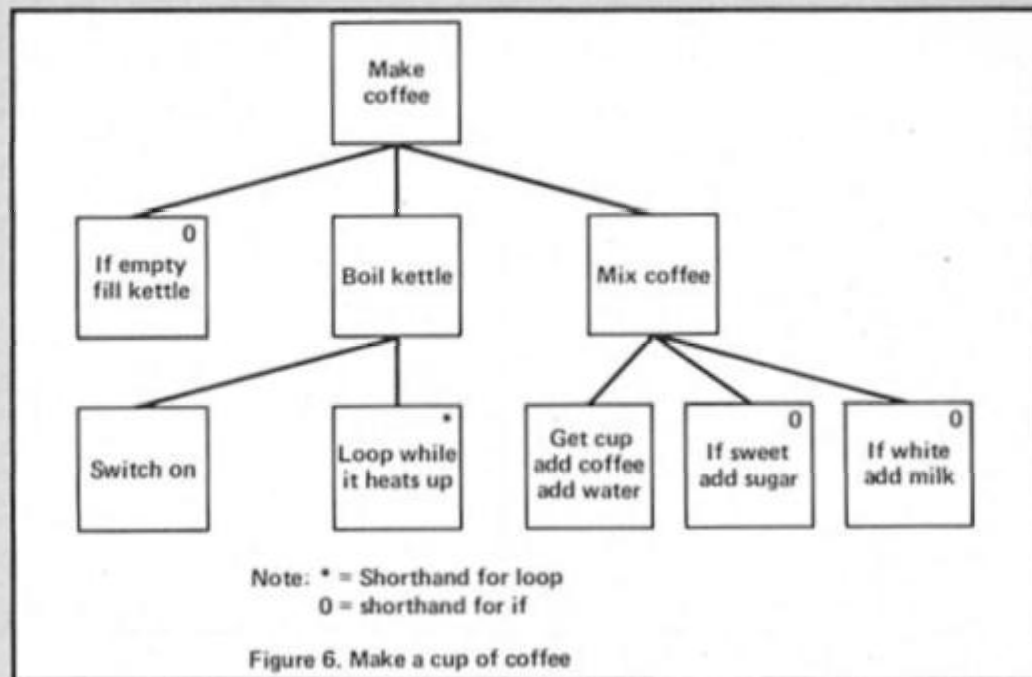 Make
coffee
0
If empty
fill kettle
Boil kettle
Mix coffee
Switch on
*
Loop while
it heats up
Get cup
add coffee
add water
0
If sweet
add sugar
0
If white
add milk
Note: * = Shorthand for loop
0 = shorthand for if
Figure 6. Make a cup of coffee